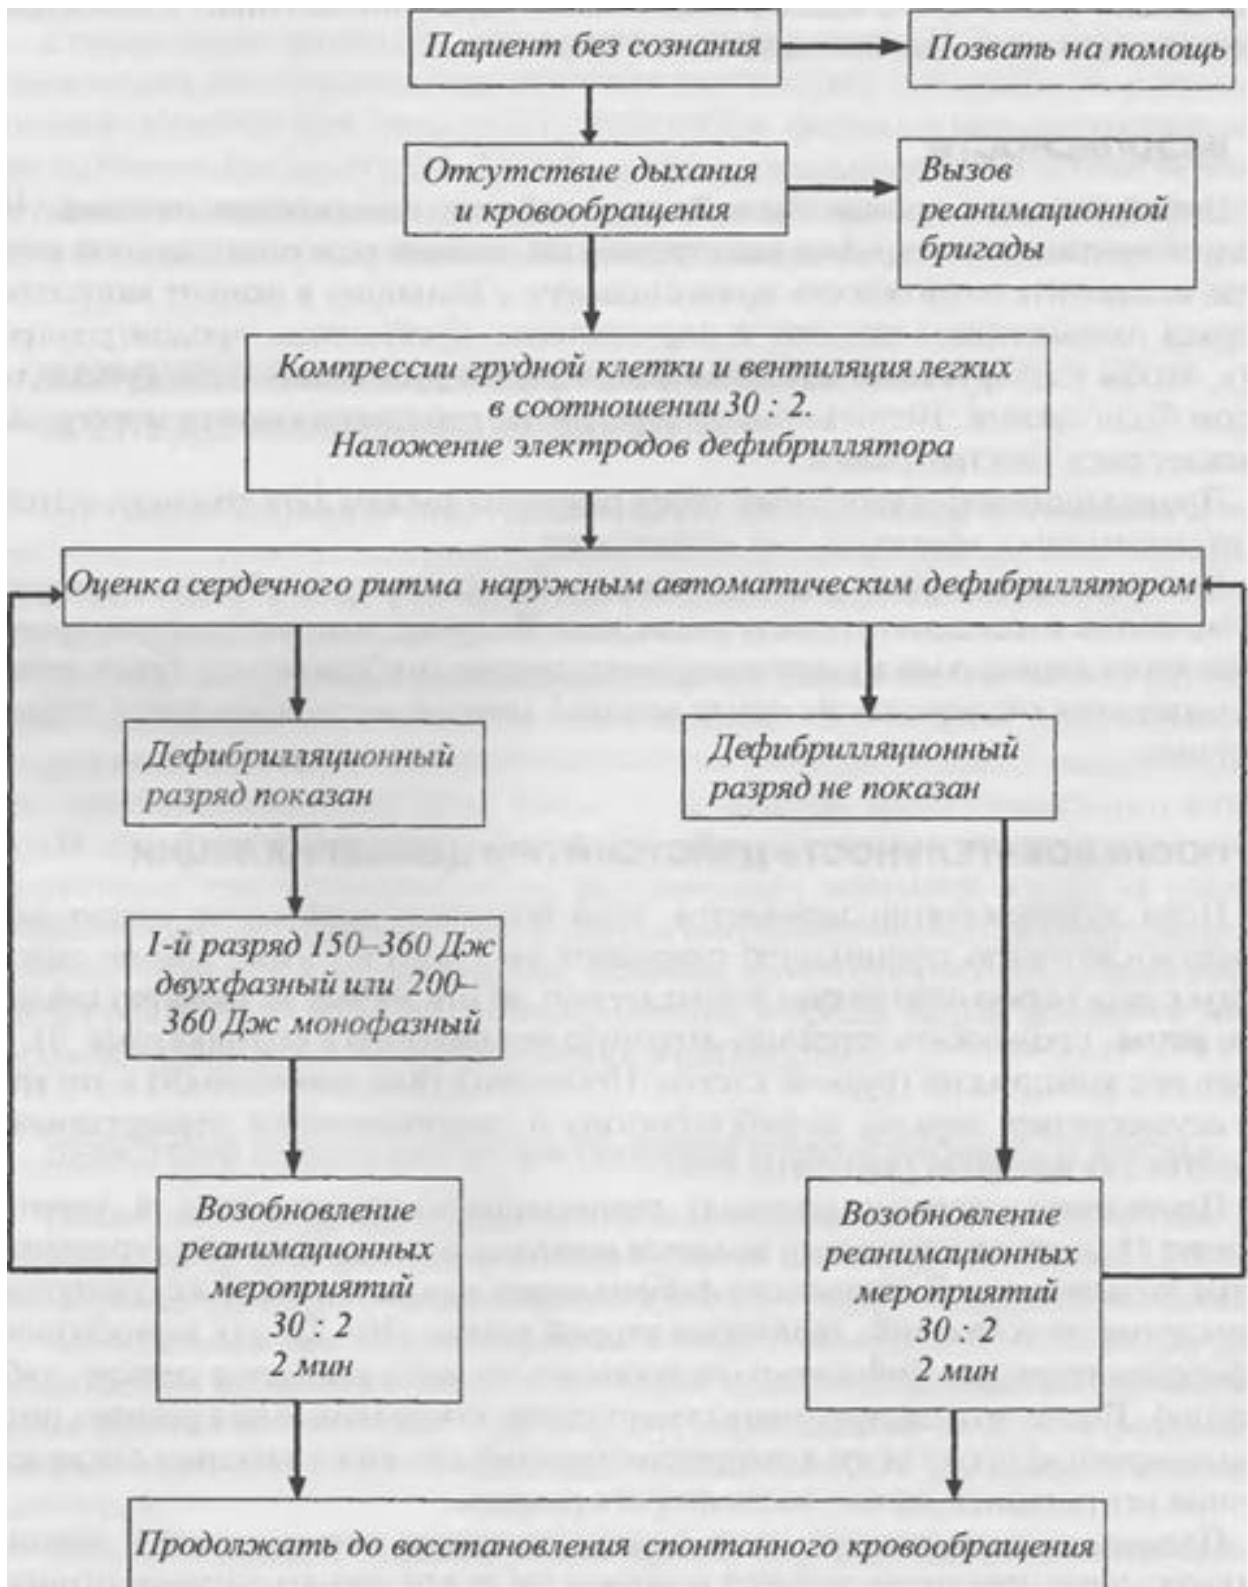 Пациент без сознания
Позвать на помощь
Отсутствие дыхания
и кровообращения
Вызов
реанимационной
бригады
Компрессии грудной клетки и вентиляция легких
в соотношении 30 : 2.
Наложение электродов дефибриллятора
Оценка сердечного ритма наружным автоматическим дефибриллятором
Дефибрилляционный
разряд показан
Дефибрилляционный
разряд не показан
1-й разряд 150–360 Дж
двухфазный или 200–
360 Дж монофазный
Возобновление
реанимационных
мероприятий
30 : 2
2 мин
Возобновление
реанимационных
мероприятий
30 : 2
2 мин
Продолжать до восстановления спонтанного кровообращения